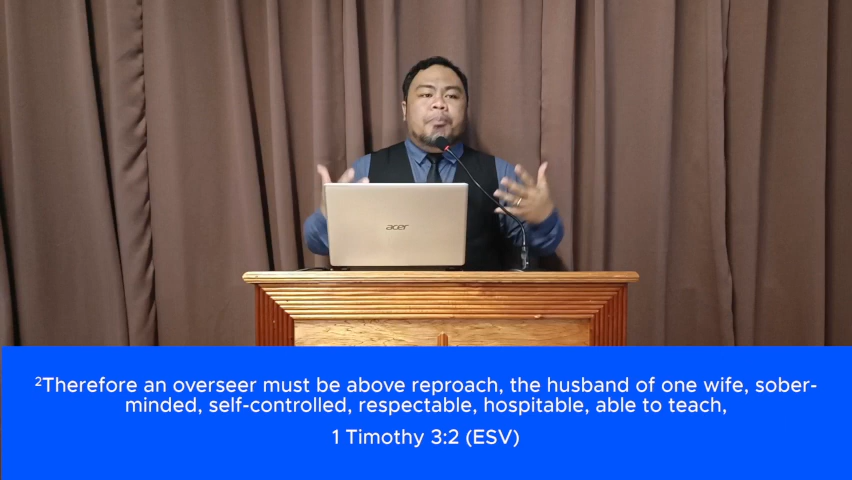 acer
²Therefore an overseer must be above reproach, the husband of one wife, sober-
minded, self-controlled, respectable, hospitable, able to teach,
1 Timothy 3:2 (ESV)